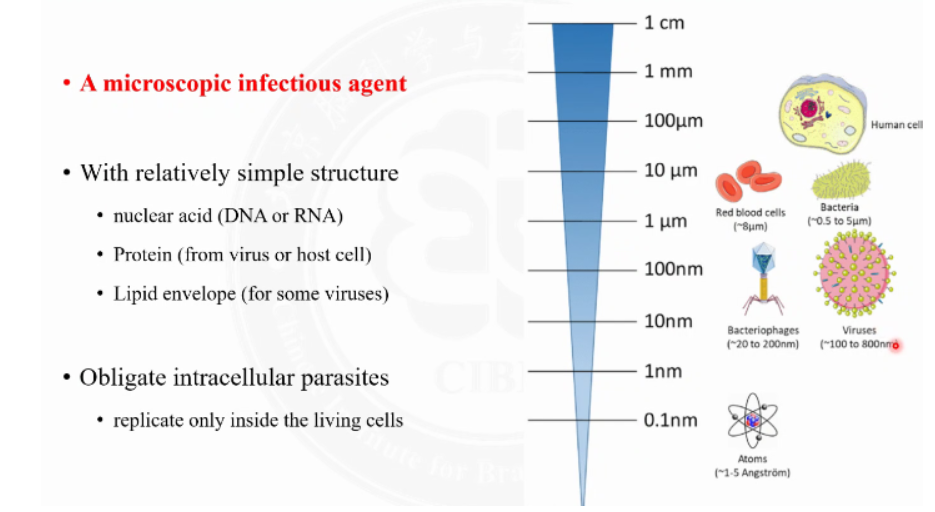 • A microscopic infectious agent
• With relatively simple structure
• nuclear acid (DNA or RNA)
• Protein (from virus or host cell)
• Lipid envelope (for some viruses)
• Obligate intracellular parasites
• replicate only inside the living cells
1 cm
1 mm
100μm
10 μm
1 μm
100nm
10nm
1nm
0.1nm
Human cell
Red blood cells
(~8μm)
Bacteria
(~0.5 to 5μm)
Bacteriophages
(~20 to 200nm)
Viruses
(~100 to 800nm)
Atoms
(~1-5 Angström)